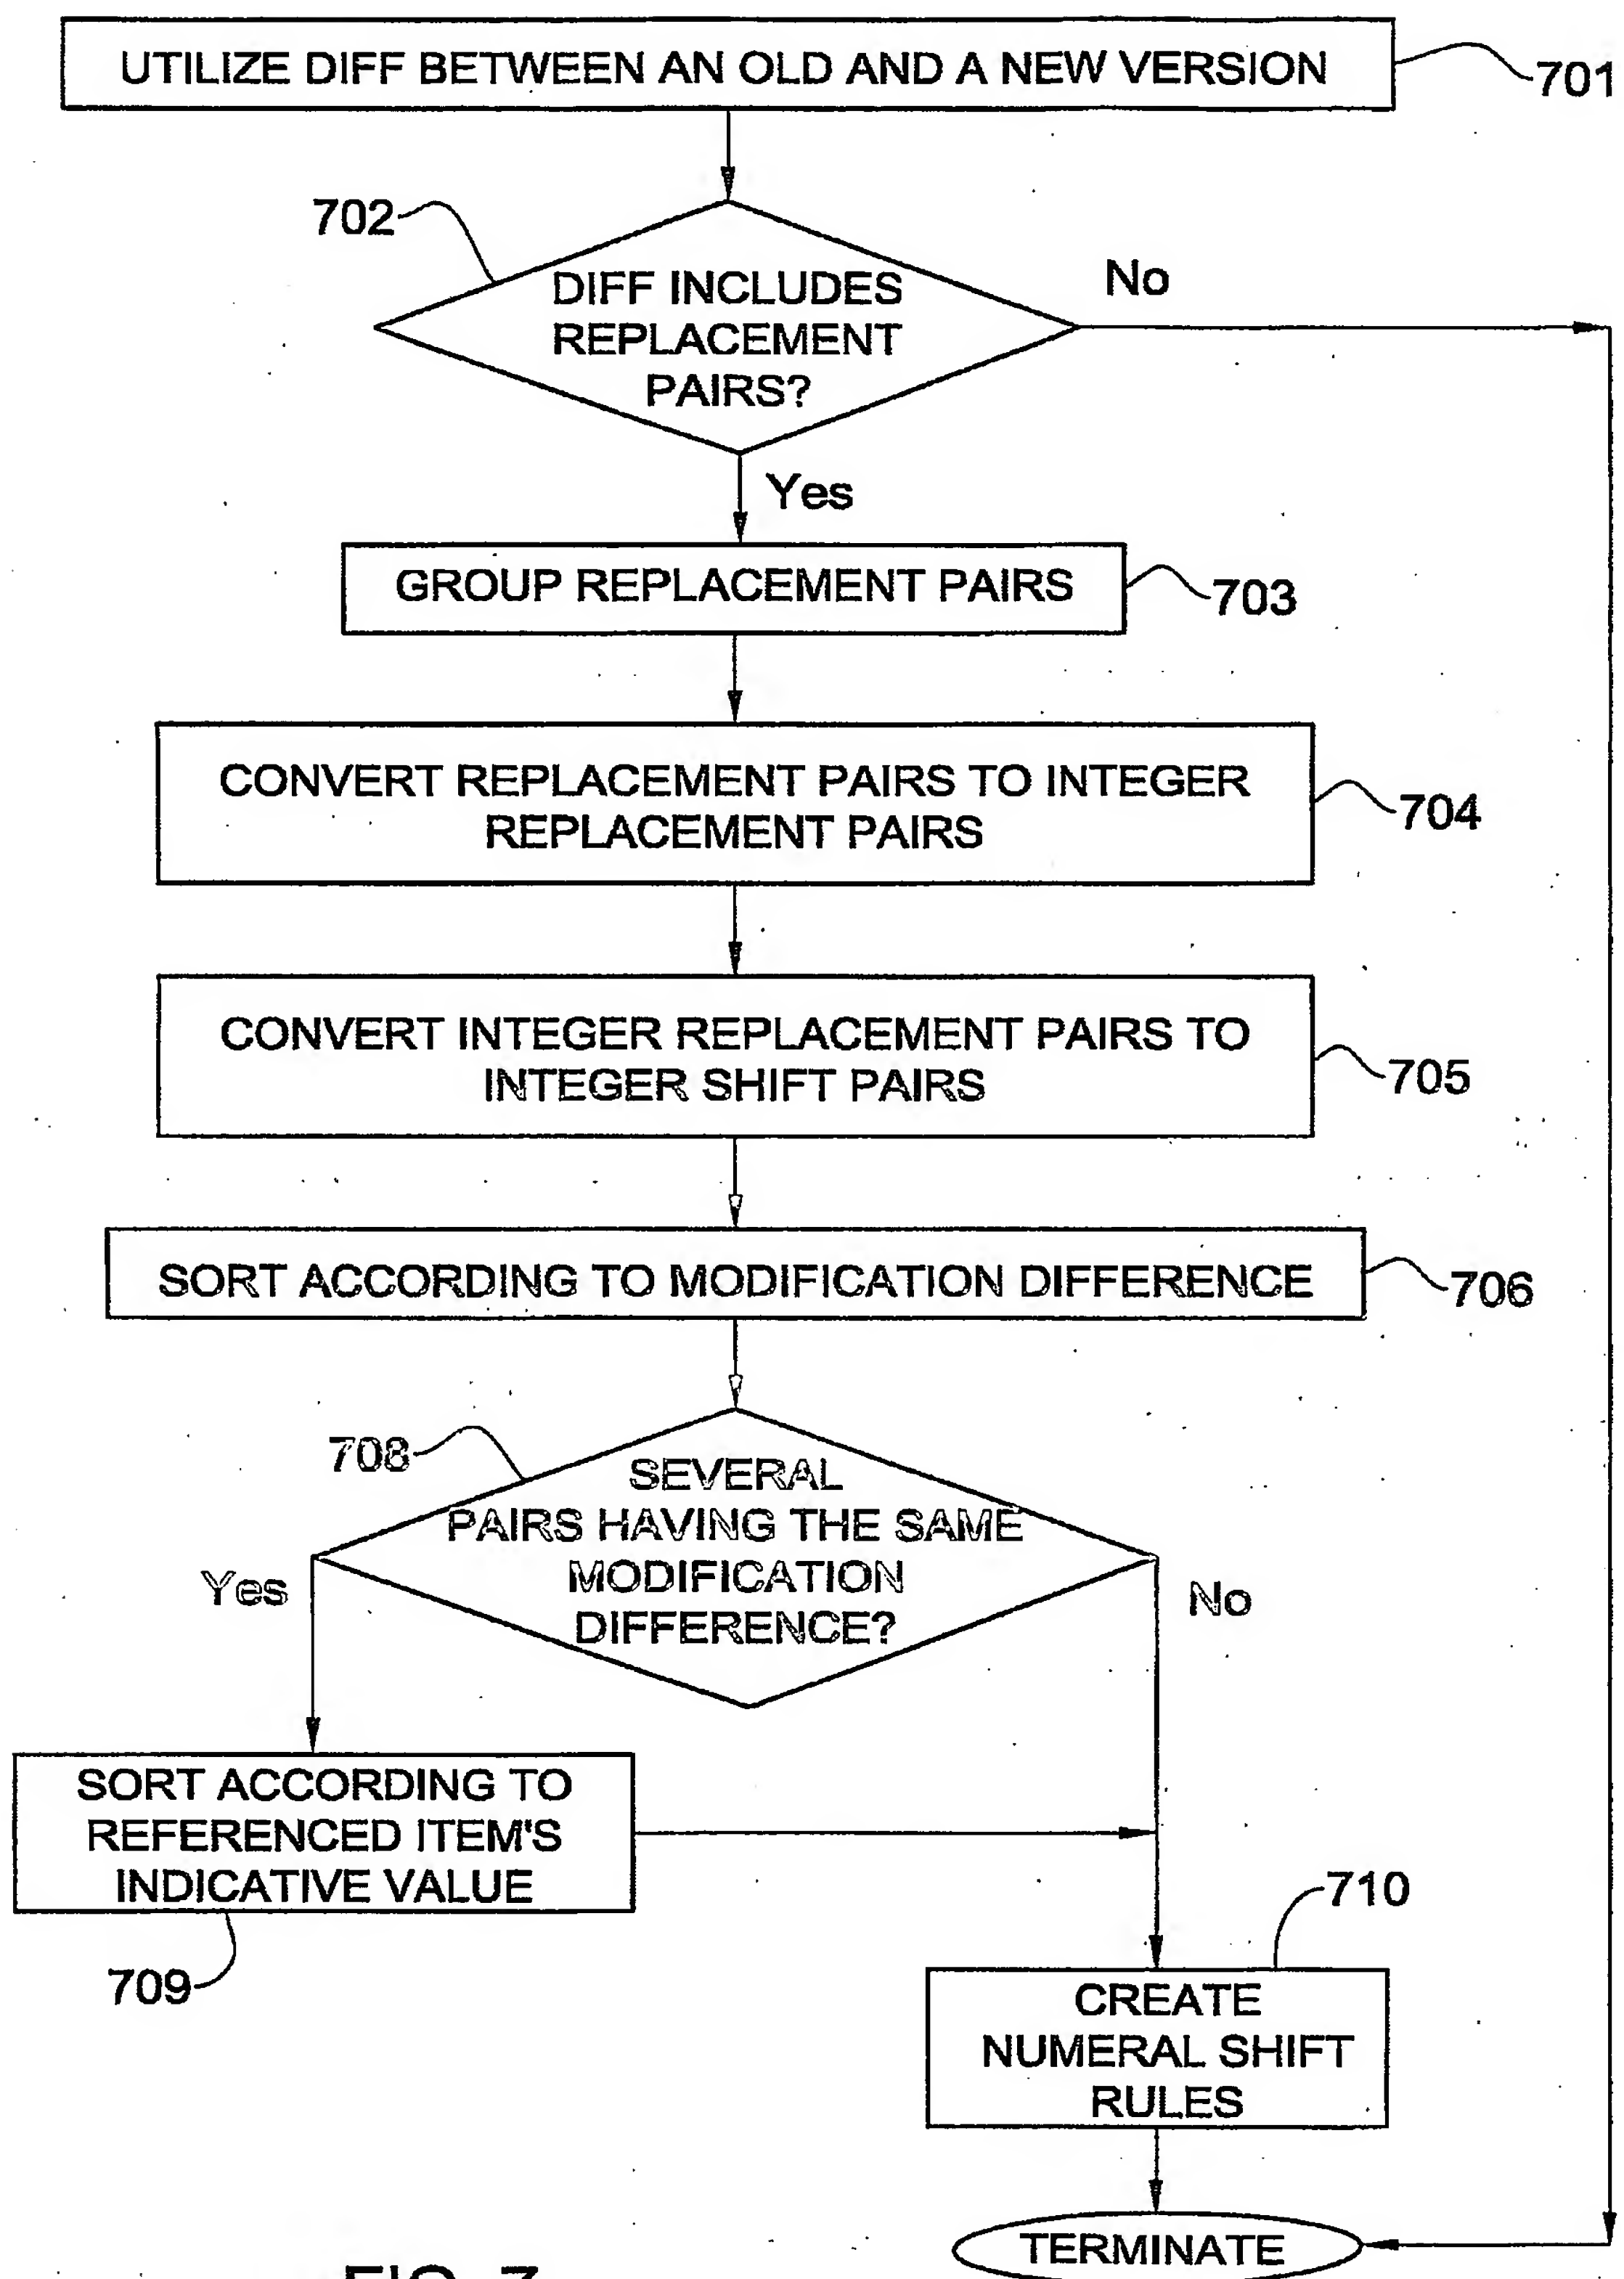 UTILIZE DIFF BETWEEN AN OLD AND A NEW VERSION
701
702
DIFF INCLUDES
REPLACEMENT
PAIRS?
No
Yes
GROUP REPLACEMENT PAIRS
703
CONVERT REPLACEMENT PAIRS TO INTEGER
REPLACEMENT PAIRS
704
CONVERT INTEGER REPLACEMENT PAIRS TO
INTEGER SHIFT PAIRS
705
SORT ACCORDING TO MODIFICATION DIFFERENCE
706
708
SEVERAL
PAIRS HAVING THE SAME
MODIFICATION
DIFFERENCE?
Yes
No
SORT ACCORDING TO
REFERENCED ITEM'S
INDICATIVE VALUE
709
710
CREATE
NUMERAL SHIFT
RULES
TERMINATE